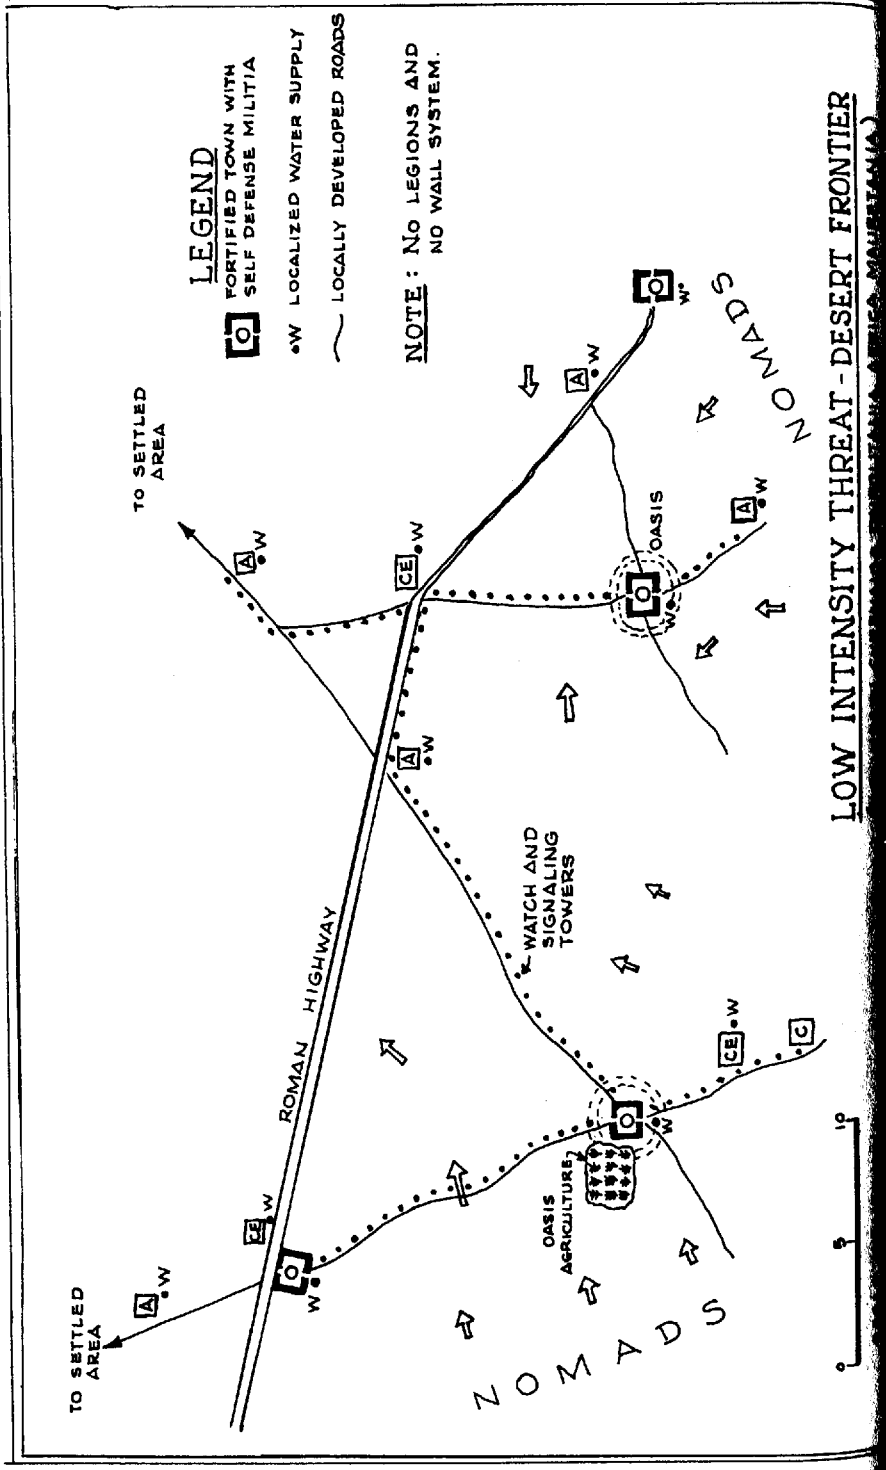 LEGEND
FORTIFIED TOWN WITH
SELF DEFENSE MILITIA
•W LOCALIZED WATER SUPPLY
LOCALLY DEVELOPED ROADS
NOTE: NO LEGIONS AND
NO WALL SYSTEM.
TO SETTLED
AREA
TO SETTLED
AREA
A
W
A
W
CE
W
W
ROMAN HIGHWAY
A
W
CE
W
A
W
W
WATCH AND
SIGNALING
TOWERS
OASIS
W
A
W
OASIS
AGRICULTURE
W
CE
W
C
NOMADS
NOMADS
0 5 10
LOW INTENSITY THREAT - DESERT FRONTIER
AFRICA, MAURETANIA)